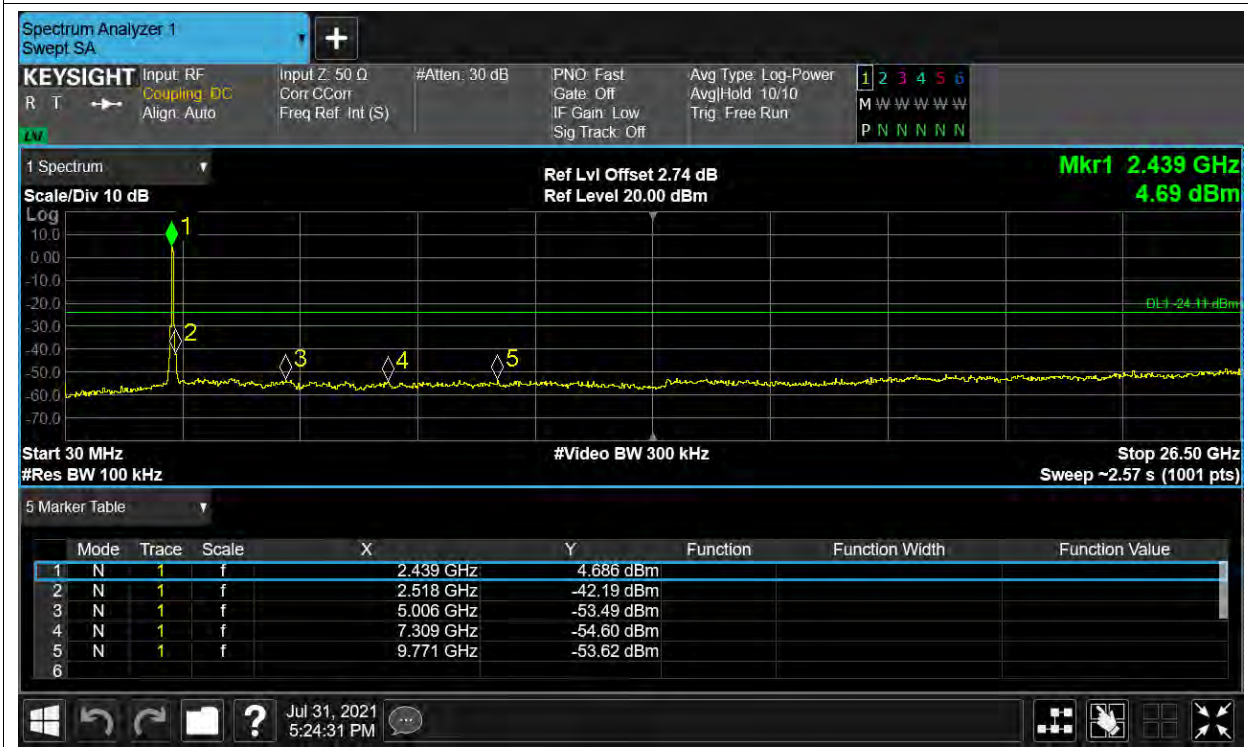 Spectrum Analyzer 1
Swept SA
+
KEYSIGHT Input: RF Input Z: 50 Ω #Atten: 30 dB PNO: Fast Avg Type: Log-Power 1 2 3 4 5 6
R T Coupling: DC Corr CCorr Gate: Off Avg|Hold: 10/10 M W W W W W
Align: Auto Freq Ref: Int (S) IF Gain: Low Trig: Free Run
LXI Sig Track: Off P N N N N N
1 Spectrum Ref Lvl Offset 2.74 dB Mkr1 2.439 GHz
Scale/Div 10 dB Ref Level 20.00 dBm 4.69 dBm
Log
1
10.0
0.00
-10.0
-20.0 DL1 -24.11 dBm
-30.0
2
-40.0
3 4 5
-50.0
-60.0
-70.0
Start 30 MHz #Video BW 300 kHz Stop 26.50 GHz
#Res BW 100 kHz Sweep ~2.57 s (1001 pts)
5 Marker Table
Mode Trace Scale X Y Function Function Width Function Value
1 N 1 f 2.439 GHz 4.686 dBm
2 N 1 f 2.518 GHz -42.19 dBm
3 N 1 f 5.006 GHz -53.49 dBm
4 N 1 f 7.309 GHz -54.60 dBm
5 N 1 f 9.771 GHz -53.62 dBm
6
? Jul 31, 2021
5:24:31 PM